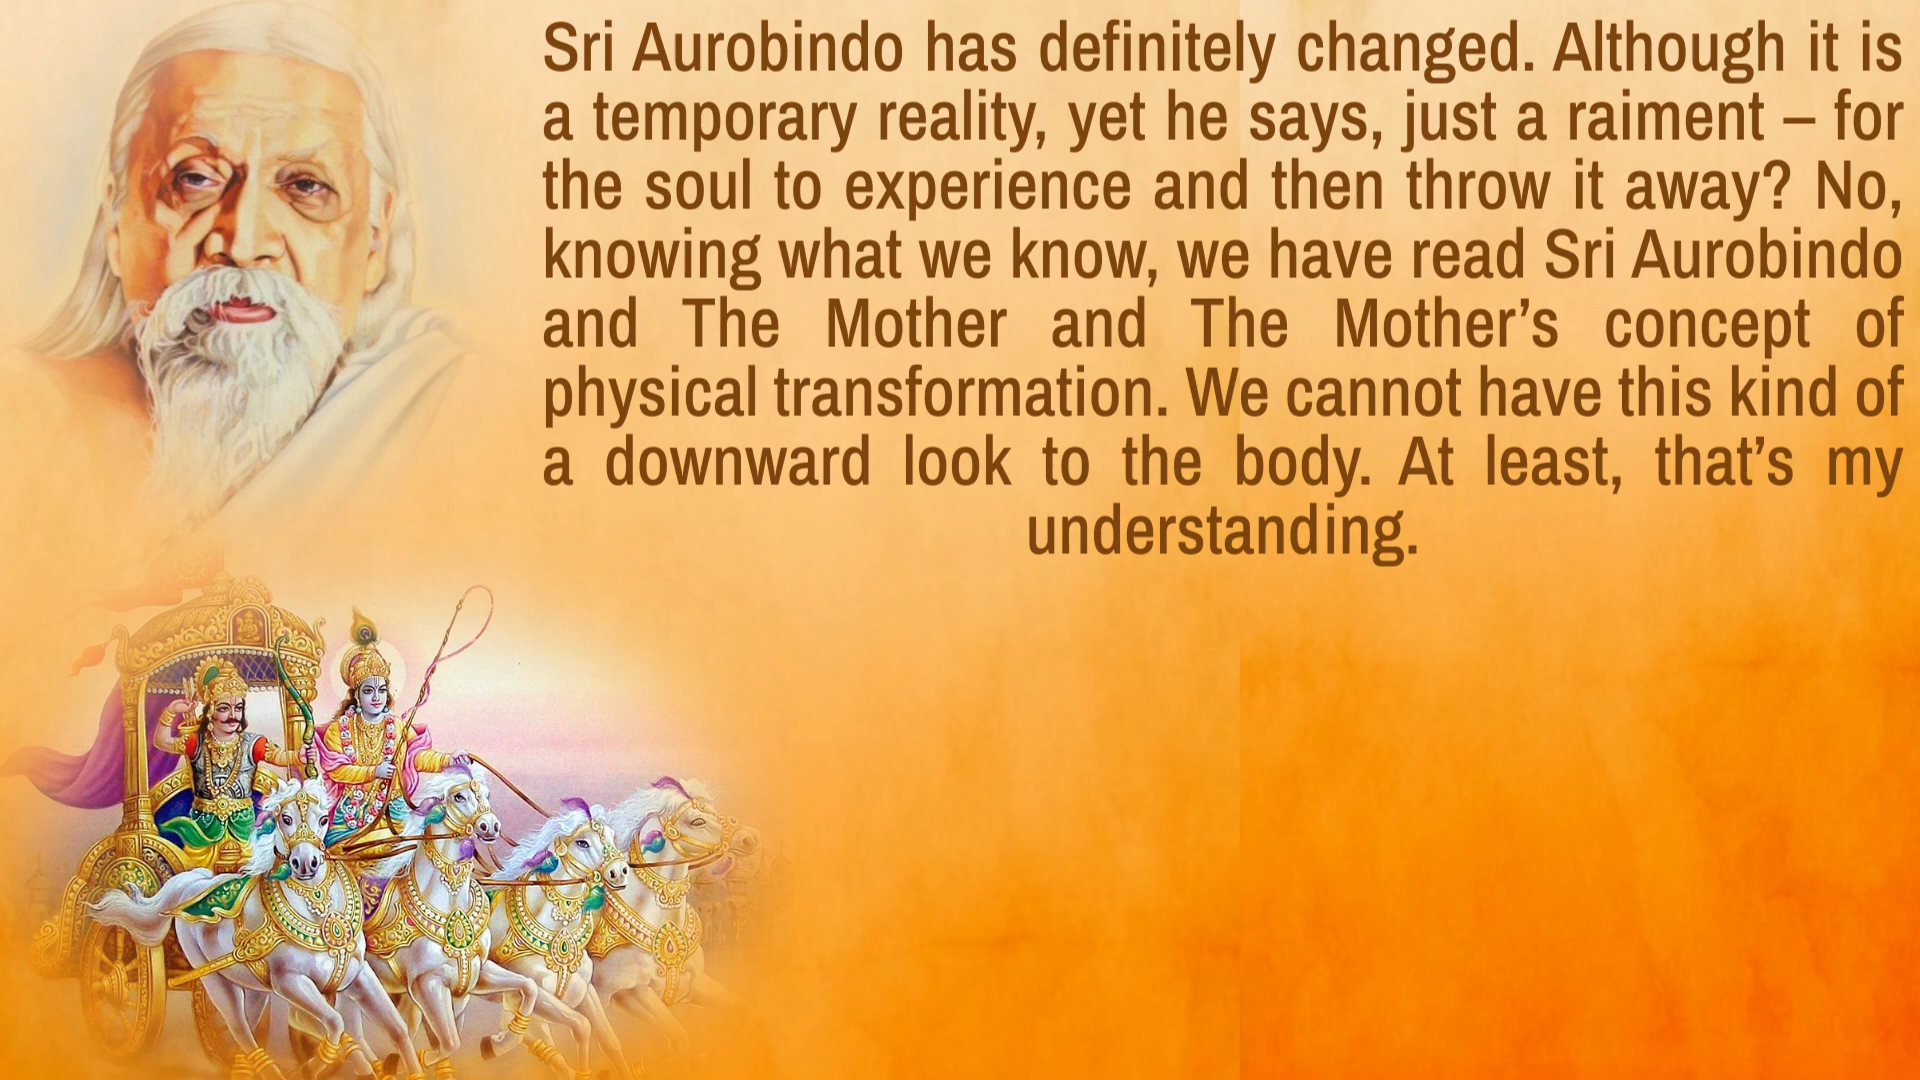 Sri Aurobindo has definitely changed. Although it is
a temporary reality, yet he says, just a raiment – for
the soul to experience and then throw it away? No,
knowing what we know, we have read Sri Aurobindo
and The Mother and The Mother’s concept of
physical transformation. We cannot have this kind of
a downward look to the body. At least, that’s my
understanding.